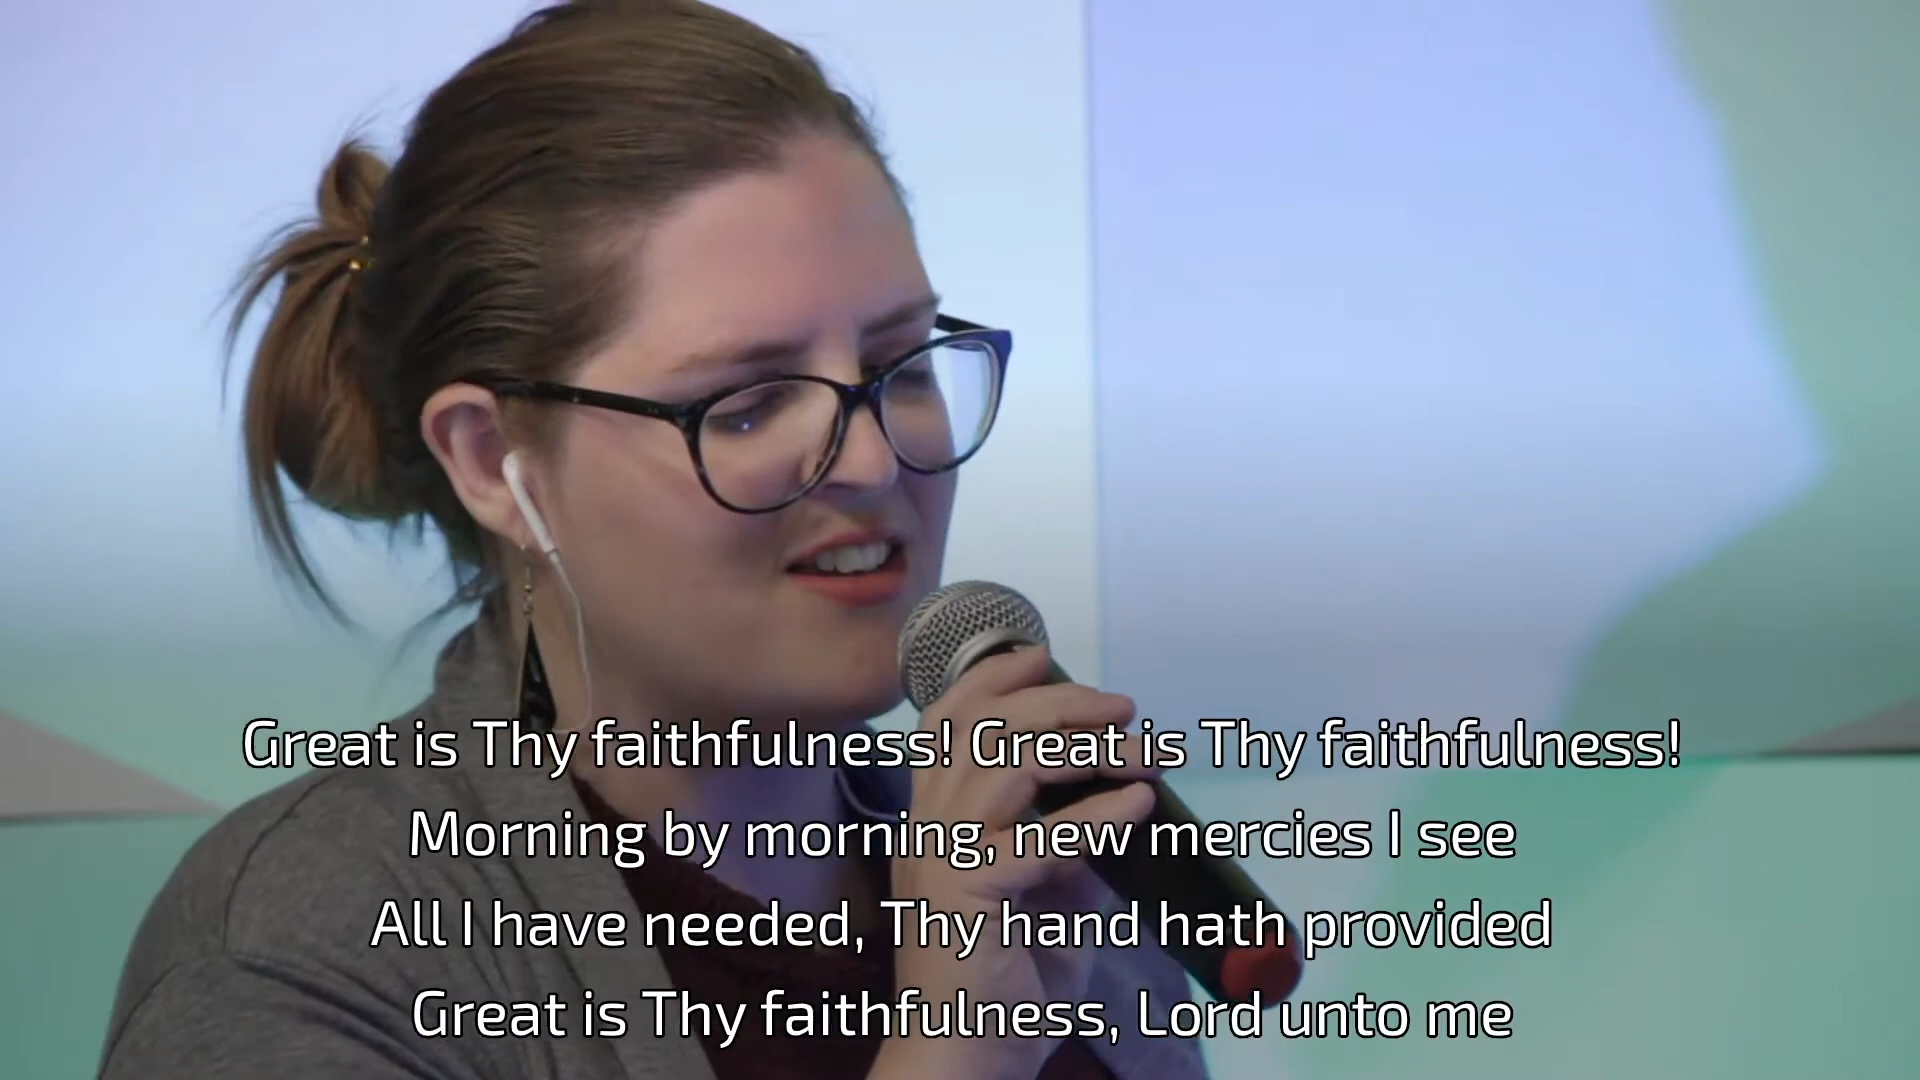 Great is Thy faithfulness! Great is Thy faithfulness!
Morning by morning, new mercies I see
All I have needed, Thy hand hath provided
Great is Thy faithfulness, Lord unto me